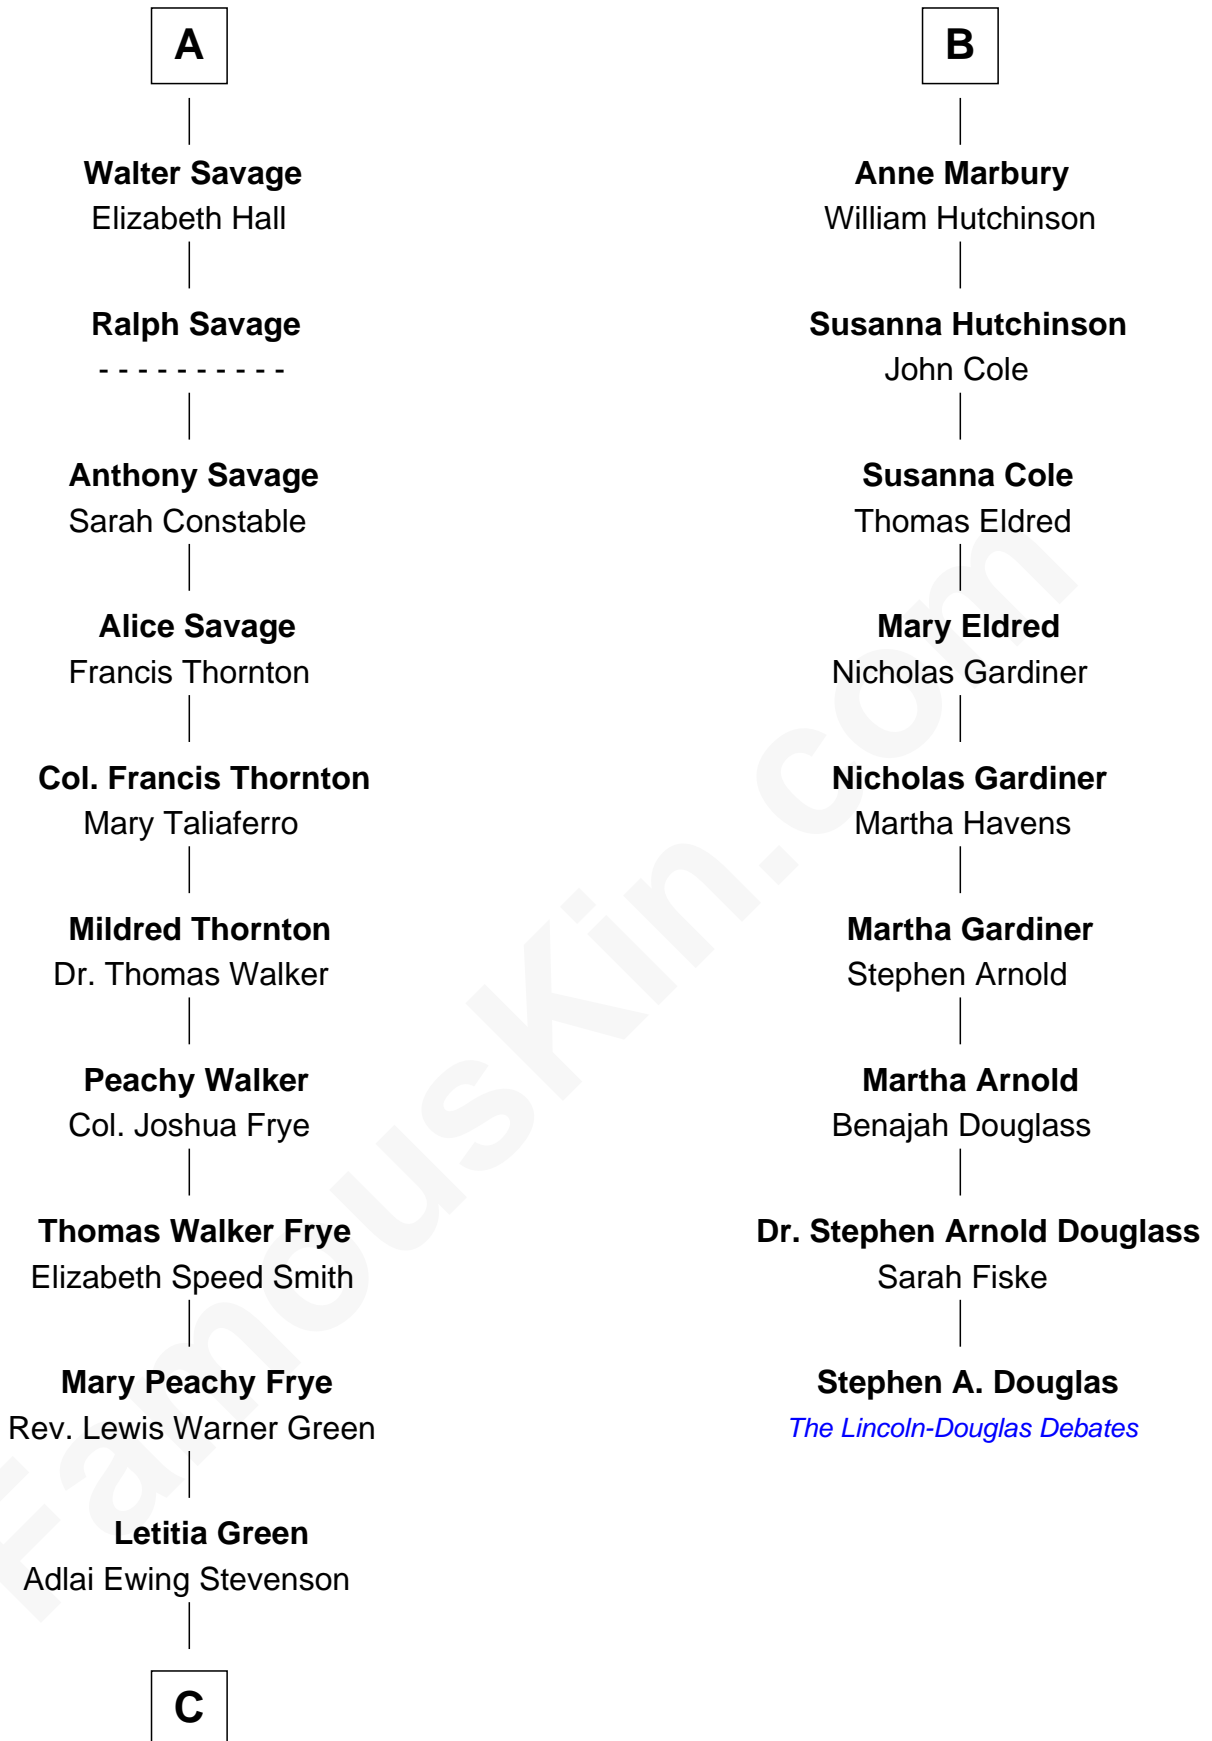 A
Walter Savage
Elizabeth Hall
Ralph Savage
- - - - - - - - - -
Anthony Savage
Sarah Constable
Alice Savage
Francis Thornton
Col. Francis Thornton
Mary Taliaferro
Mildred Thornton
Dr. Thomas Walker
Peachy Walker
Col. Joshua Frye
Thomas Walker Frye
Elizabeth Speed Smith
Mary Peachy Frye
Rev. Lewis Warner Green
Letitia Green
Adlai Ewing Stevenson
C
B
Anne Marbury
William Hutchinson
Susanna Hutchinson
John Cole
Susanna Cole
Thomas Eldred
Mary Eldred
Nicholas Gardiner
Nicholas Gardiner
Martha Havens
Martha Gardiner
Stephen Arnold
Martha Arnold
Benajah Douglass
Dr. Stephen Arnold Douglass
Sarah Fiske
Stephen A. Douglas
The Lincoln-Douglas Debates
FamousKin.com